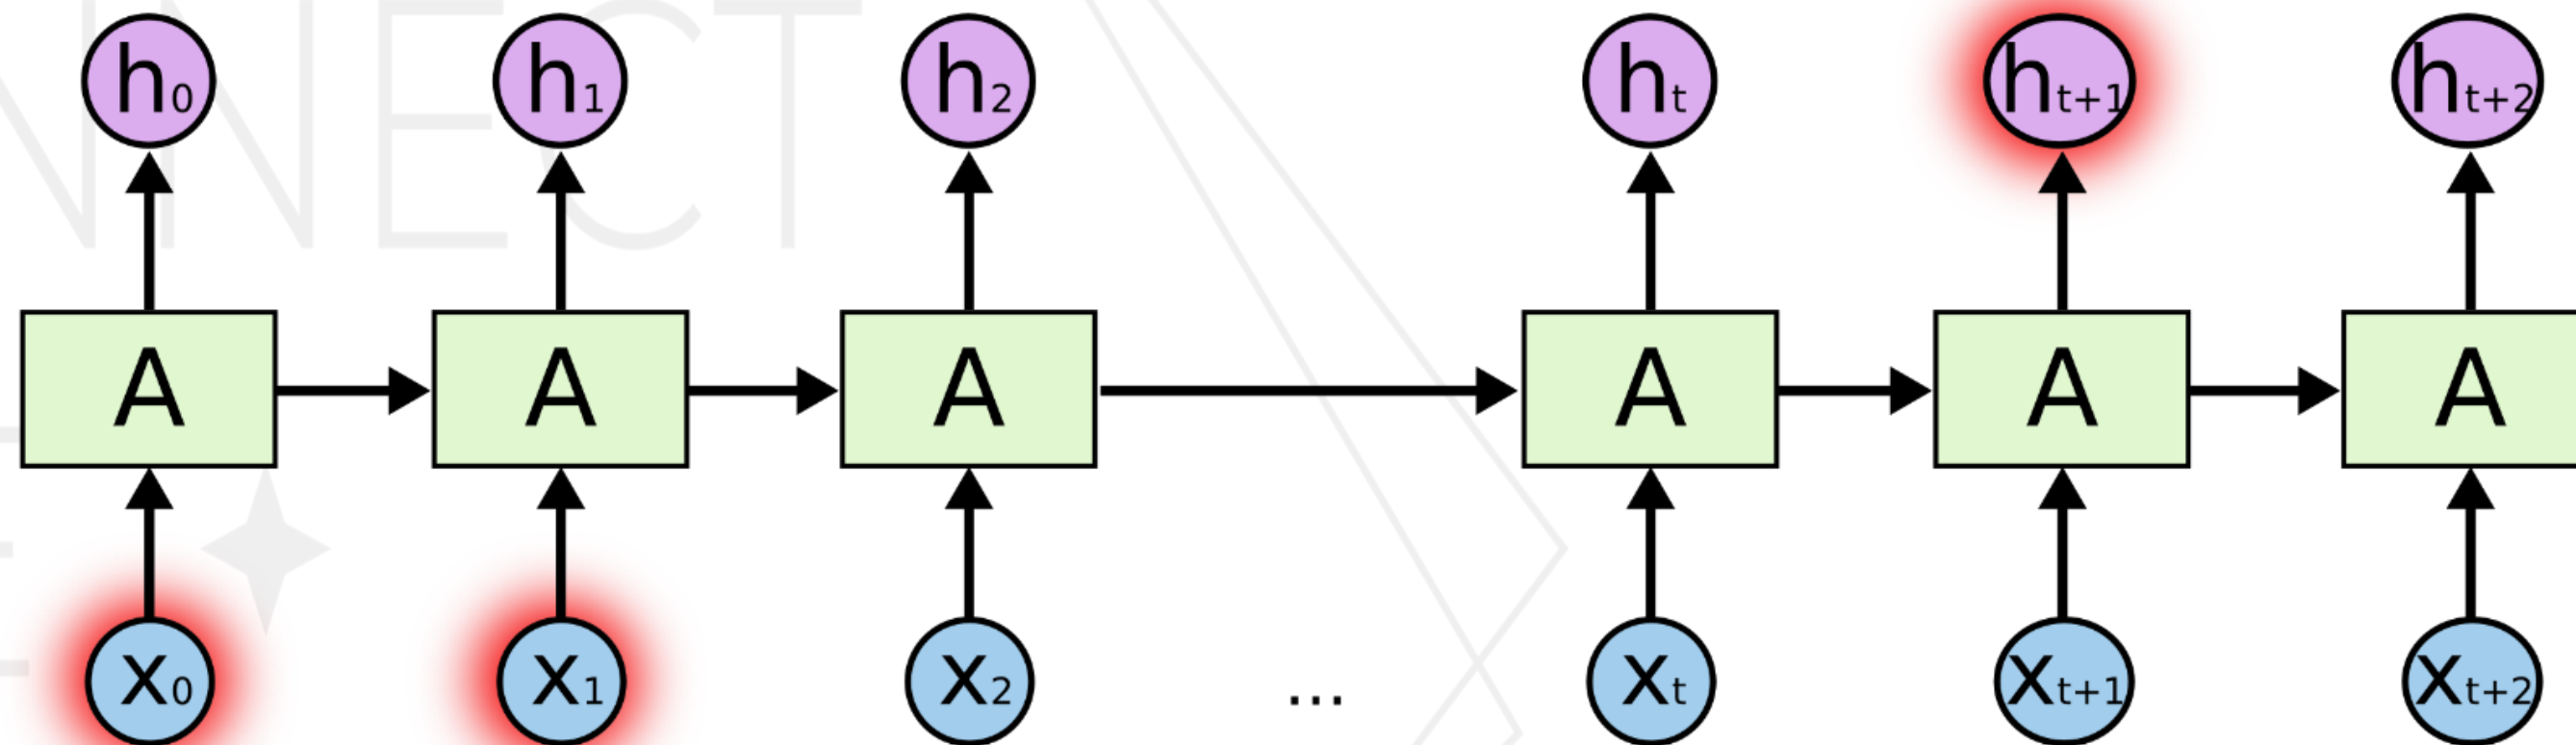 h0 h1 h2 ht ht+1 ht+2
A A A A A A
x0 x1 x2 ... xt xt+1 xt+2